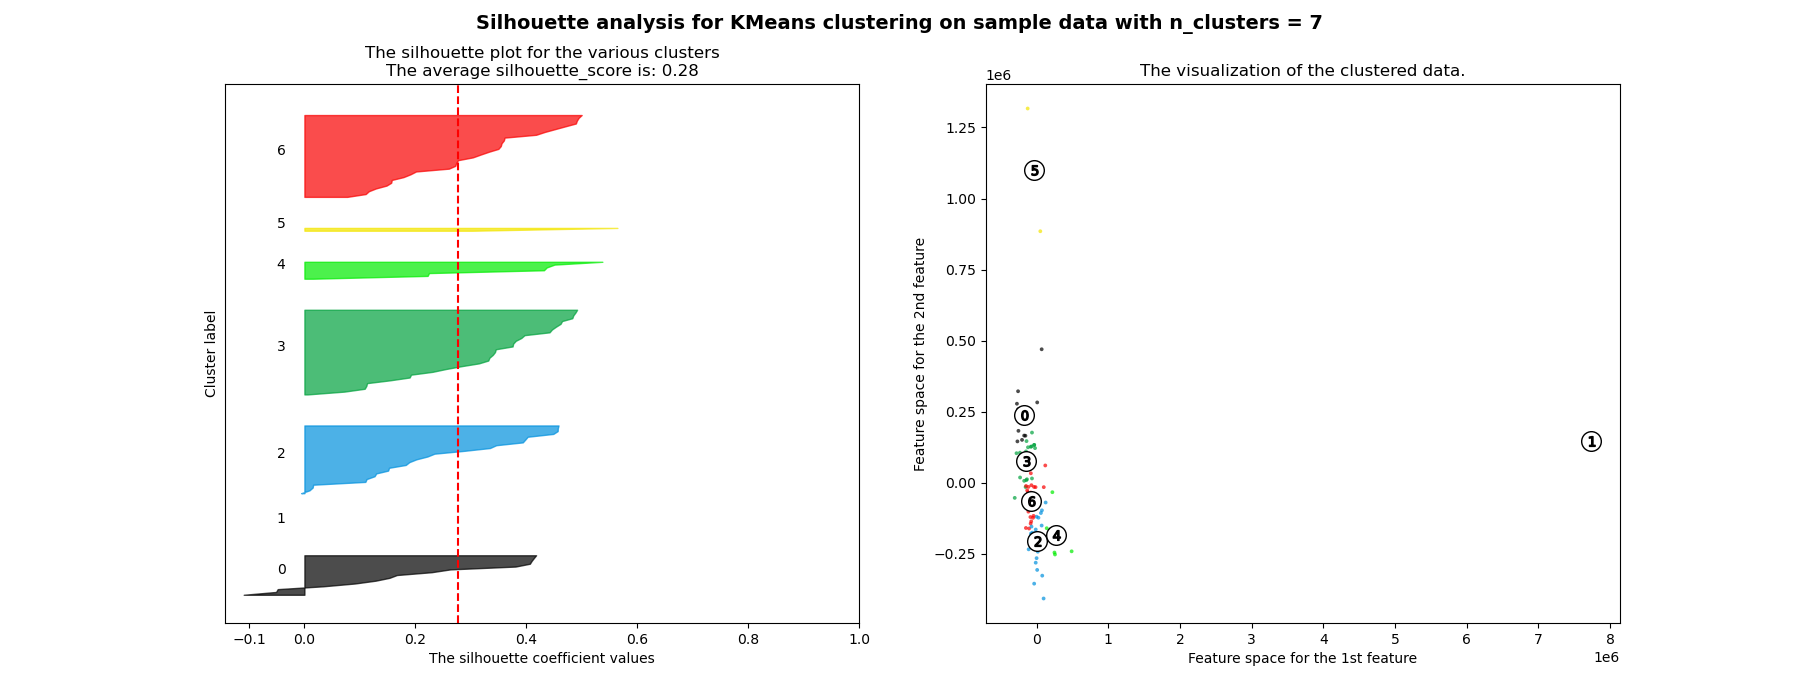 Silhouette analysis for KMeans clustering on sample data with n_clusters = 7
The silhouette plot for the various clusters
The average silhouette_score is: 0.28
Cluster label
6
5
4
3
2
1
0
−0.1 0.0 0.2 0.4 0.6 0.8 1.0
The silhouette coefficient values
The visualization of the clustered data.
1e6
Feature space for the 2nd feature
1.25
1.00
0.75
0.50
0.25
0.00
−0.25
5
0
1
3
6
4
2
0 1 2 3 4 5 6 7 8
1e6
Feature space for the 1st feature